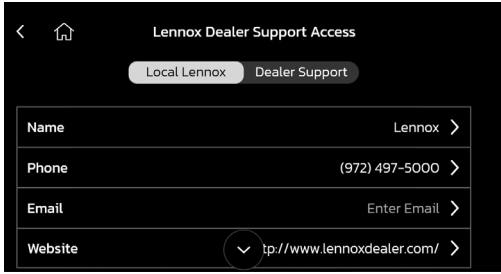 Lennox Dealer Support Access
Local Lennox Dealer Support
Name Lennox
Phone (972) 497-5000
Email Enter Email
Website tp://www.lennoxdealer.com/